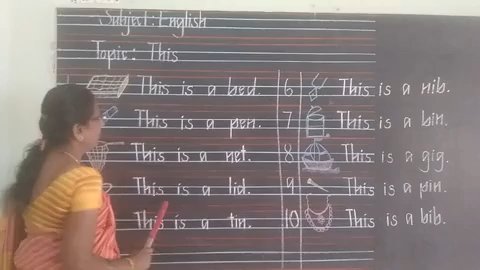 Subject: English
Topic: This
This is a bed.
This is a pen.
This is a net.
This is a lid.
This is a tin.
6 This is a nib.
7 This is a bin.
8 This is a gig.
9 This is a pin.
10 This is a bib.